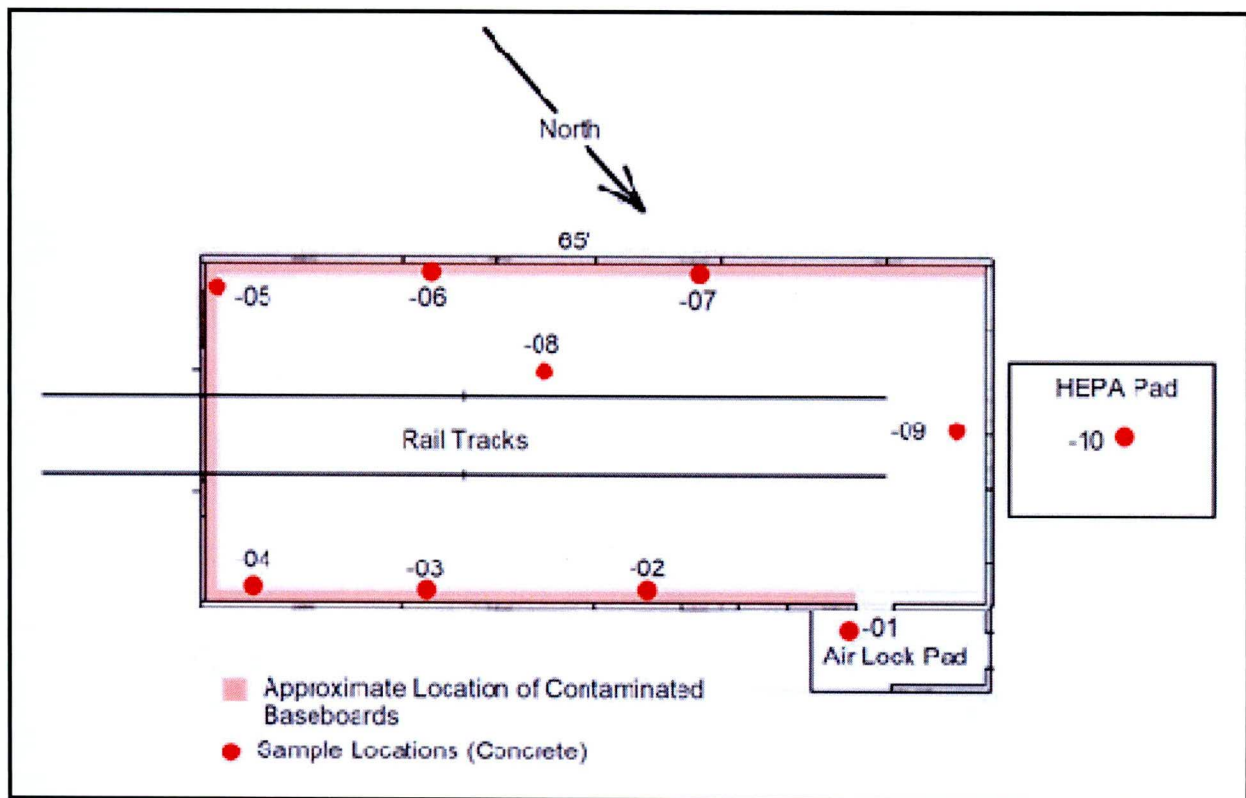 North
65'
-05
-06
-07
-08
HEPA Pad
-10
-09
Rail Tracks
-04
-03
-02
-01
Air Lock Pad
Approximate Location of Contaminated
Baseboards
Sample Locations (Concrete)